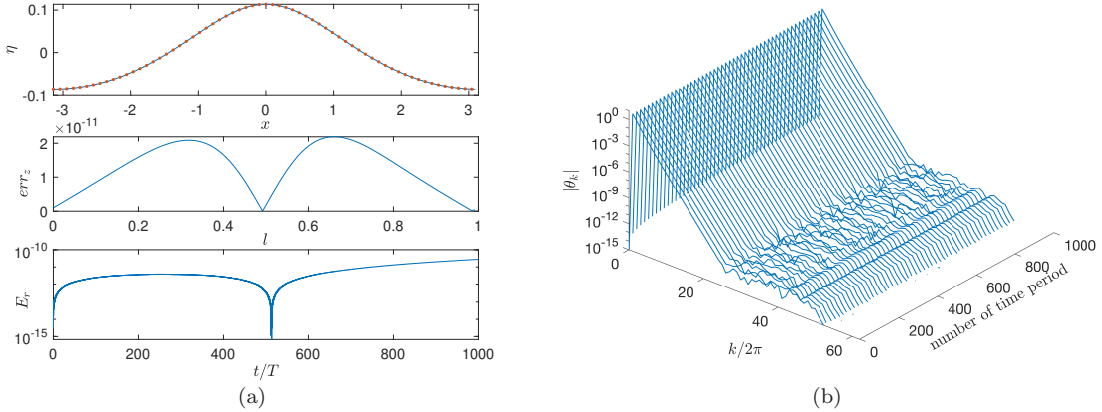 0.1
η
0
-0.1
-3 -2 -1 0 1 2 3
x
×10⁻¹¹
2
err_z
1
0
0 0.2 0.4 0.6 0.8 1
l
10⁻¹⁰
E_r
10⁻¹⁵
0 200 400 600 800 1000
t/T
(a)
10⁰
10⁻³
10⁻⁶
|θ_k|
10⁻⁹
10⁻¹²
10⁻¹⁵
0
20
40
60
k/2π
0
200
400
600
800
1000
number of time period
(b)